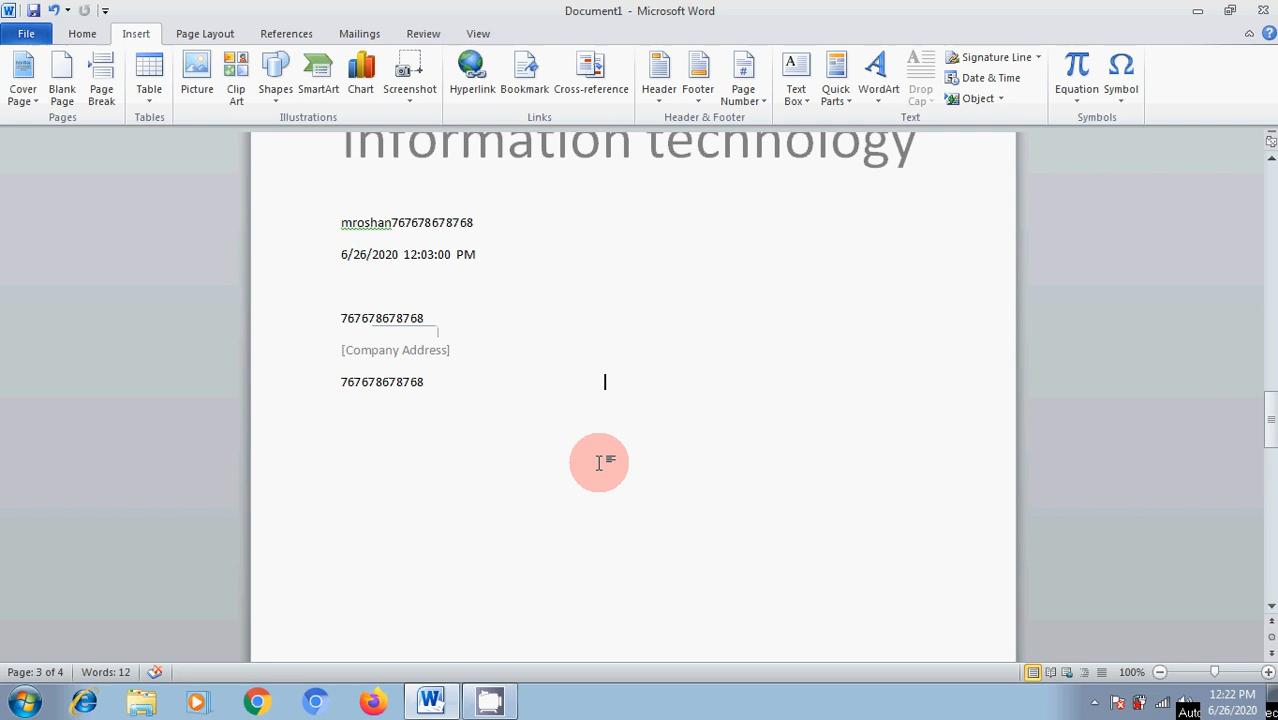 Document1 - Microsoft Word
File Home Insert Page Layout References Mailings Review View
Cover Page Blank Page Page Break Table Picture Clip Art Shapes SmartArt Chart Screenshot Hyperlink Bookmark Cross-reference Header Footer Page Number Text Box Quick Parts WordArt Drop Cap Signature Line Date & Time Object Equation Symbol
Pages Tables Illustrations Links Header & Footer Text Symbols
Information technology
mroshan767678678768
6/26/2020 12:03:00 PM
767678678768
[Company Address]
767678678768
Page: 3 of 4 Words: 12 100%
12:22 PM
6/26/2020